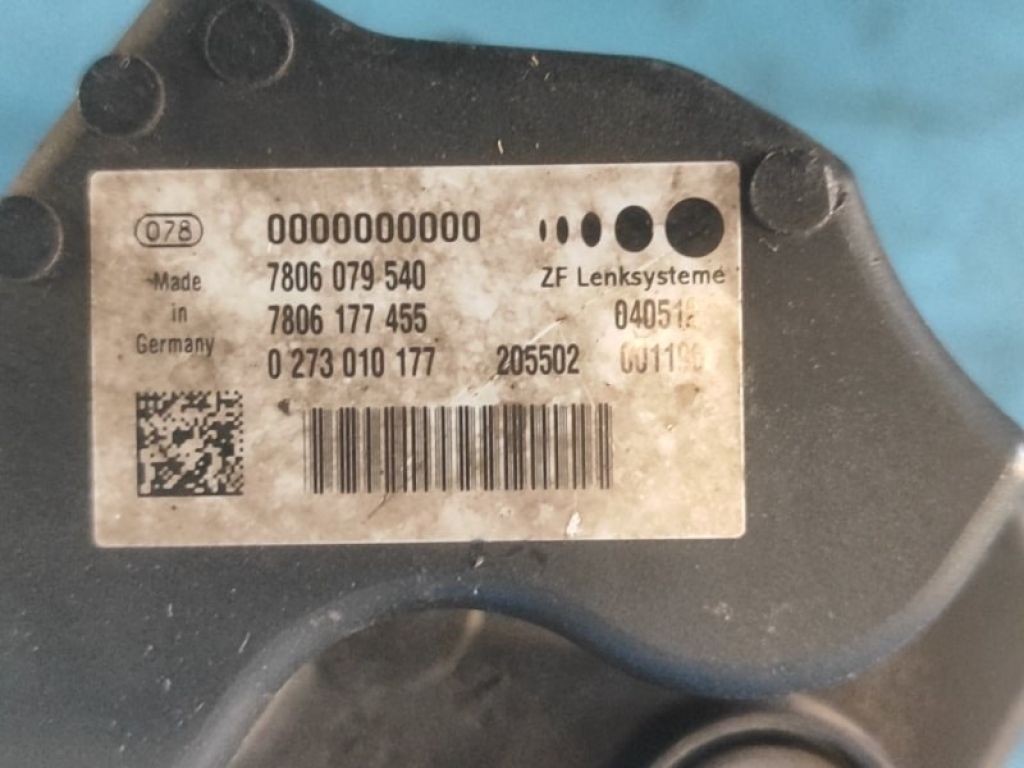 078 0000000000
Made 7806 079 540 ZF Lenksysteme
in 7806 177 455
Germany 0 273 010 177 205502